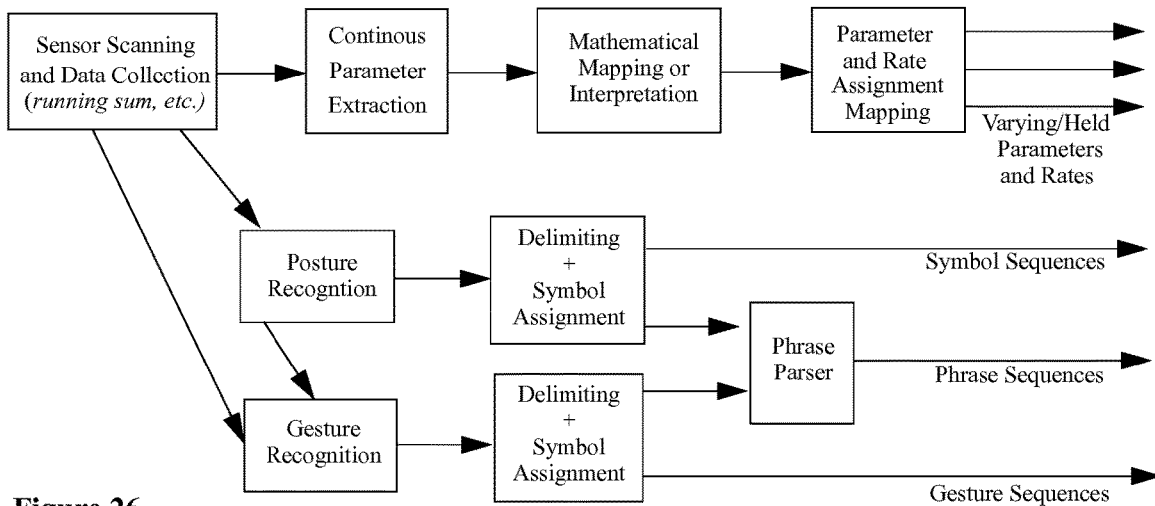 Sensor Scanning
and Data Collection
(running sum, etc.)
Continous
Parameter
Extraction
Mathematical
Mapping or
Interpretation
Parameter
and Rate
Assignment
Mapping
Varying/Held
Parameters
and Rates
Posture
Recogntion
Delimiting
+
Symbol
Assignment
Symbol Sequences
Phrase
Parser
Phrase Sequences
Gesture
Recognition
Delimiting
+
Symbol
Assignment
Gesture Sequences
Figure 26